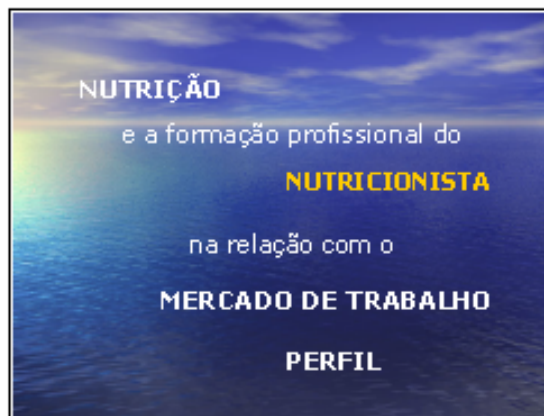 NUTRIÇÃO
e a formação profissional do
NUTRICIONISTA
na relação com o
MERCADO DE TRABALHO
PERFIL